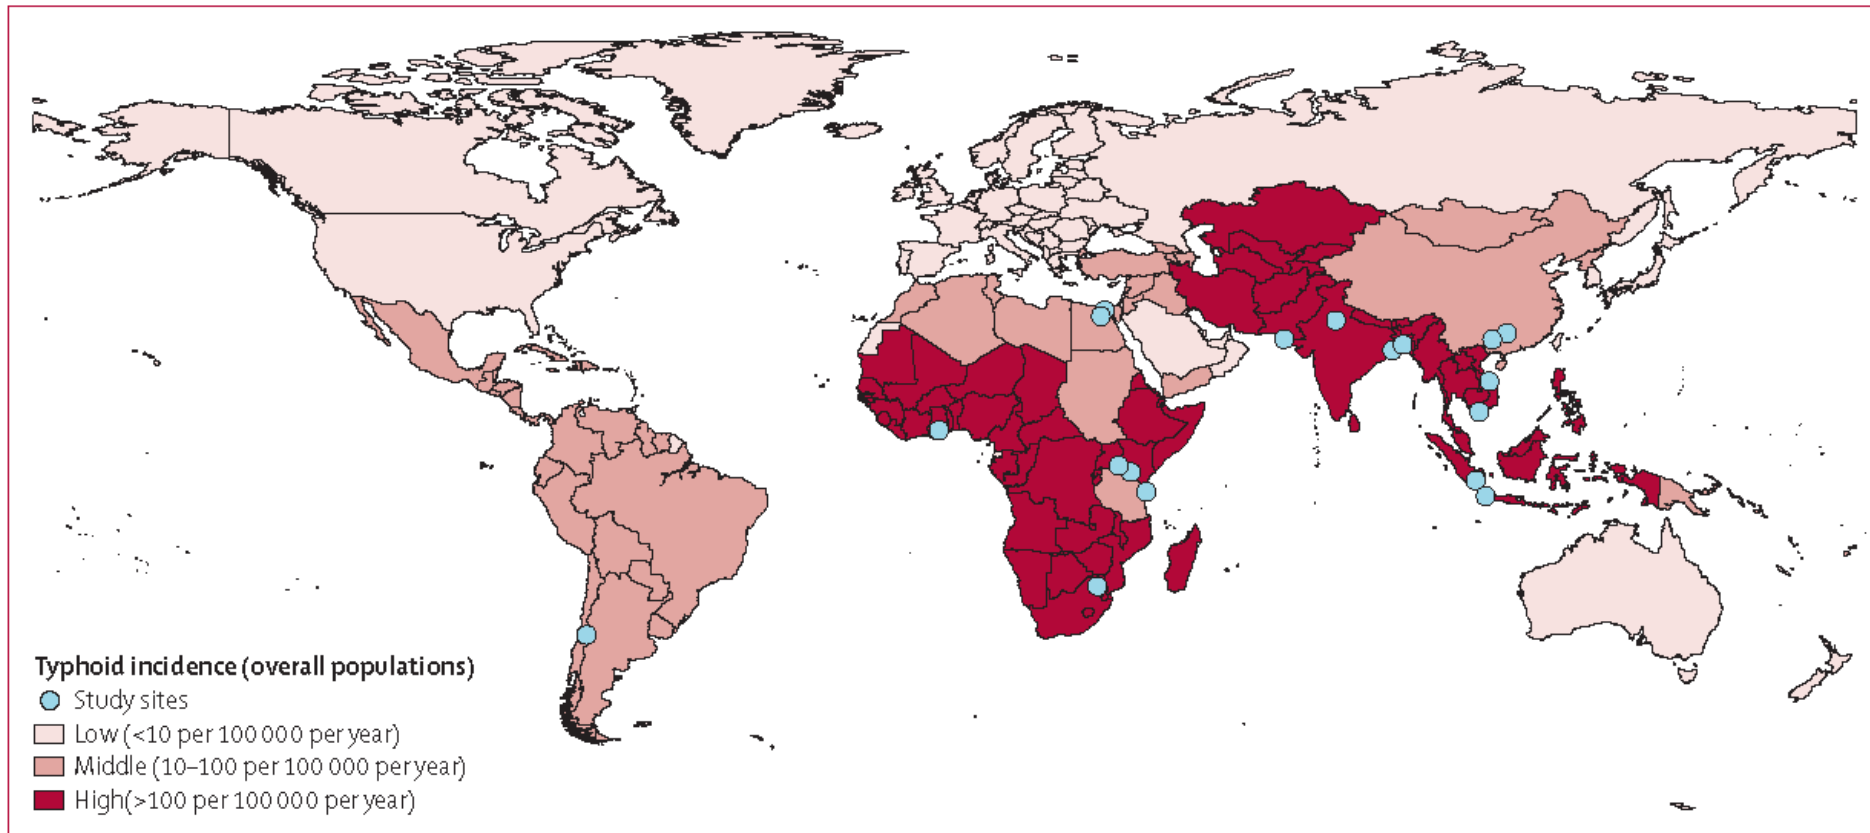 Typhoid incidence (overall populations)
Study sites
Low (<10 per 100 000 per year)
Middle (10–100 per 100 000 per year)
High(>100 per 100 000 per year)